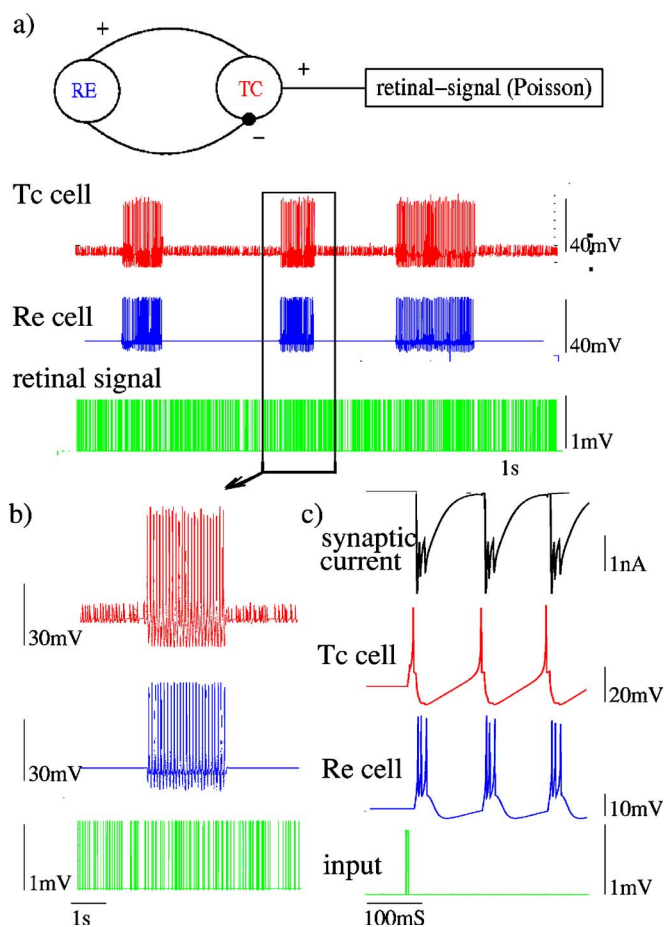 a)
+
RE
TC
+
−
retinal−signal (Poisson)
Tc cell
40mV
Re cell
40mV
retinal signal
1mV
1s
b)
30mV
30mV
1mV
1s
c)
synaptic
current
1nA
Tc cell
20mV
Re cell
10mV
input
1mV
100mS